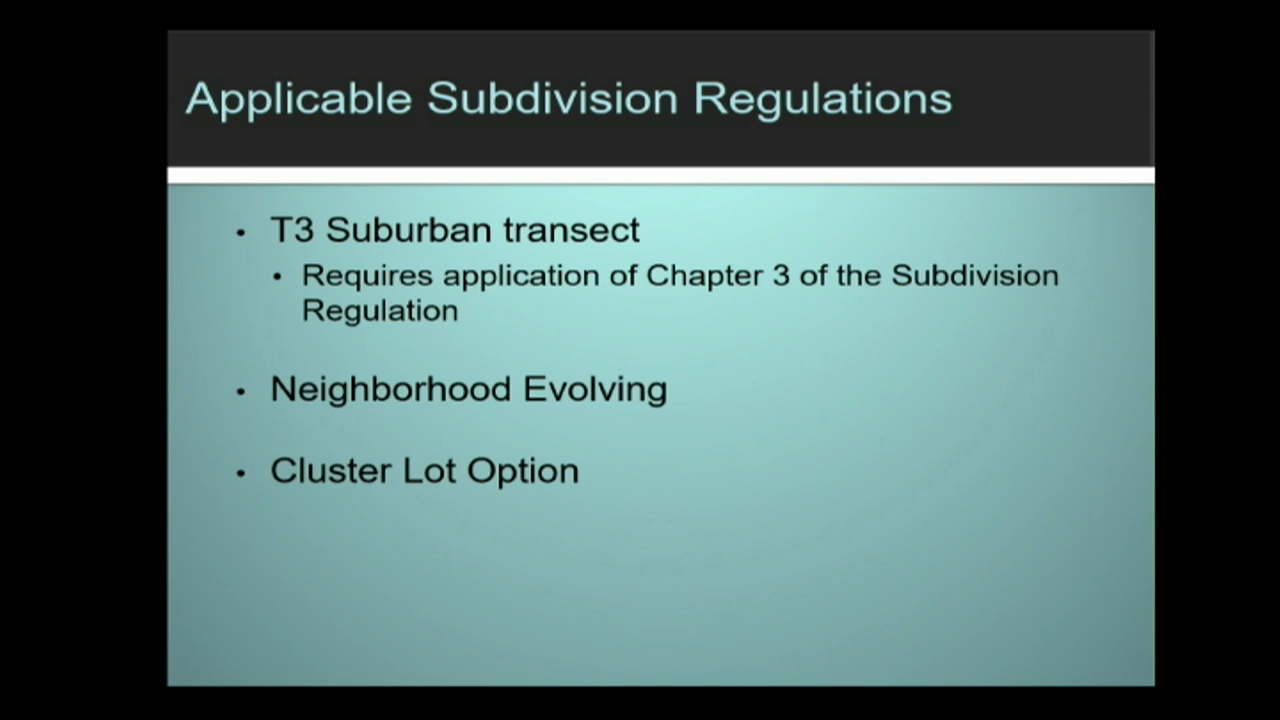 Applicable Subdivision Regulations
• T3 Suburban transect
• Requires application of Chapter 3 of the Subdivision
Regulation
• Neighborhood Evolving
• Cluster Lot Option